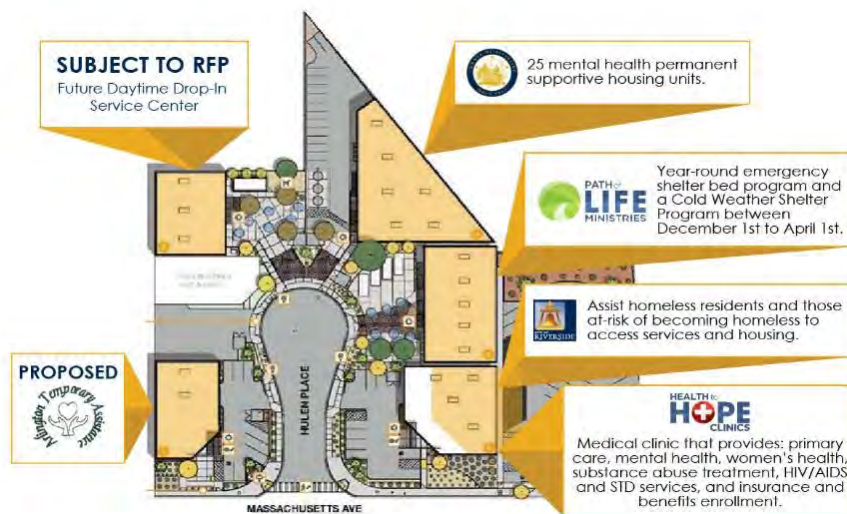 SUBJECT TO RFP
Future Daytime Drop-In
Service Center
25 mental health permanent
supportive housing units.
PATH of
LIFE
MINISTRIES
Year-round emergency
shelter bed program and
a Cold Weather Shelter
Program between
December 1st to April 1st.
RIVERSIDE
Assist homeless residents and those
at-risk of becoming homeless to
access services and housing.
PROPOSED
Arlington Temporary Assistance
HEALTH to
HOPE
CLINICS
Medical clinic that provides: primary
care, mental health, women's health,
substance abuse treatment, HIV/AIDS
and STD services, and insurance and
benefits enrollment.
HULEN PLACE
MASSACHUSETTS AVE